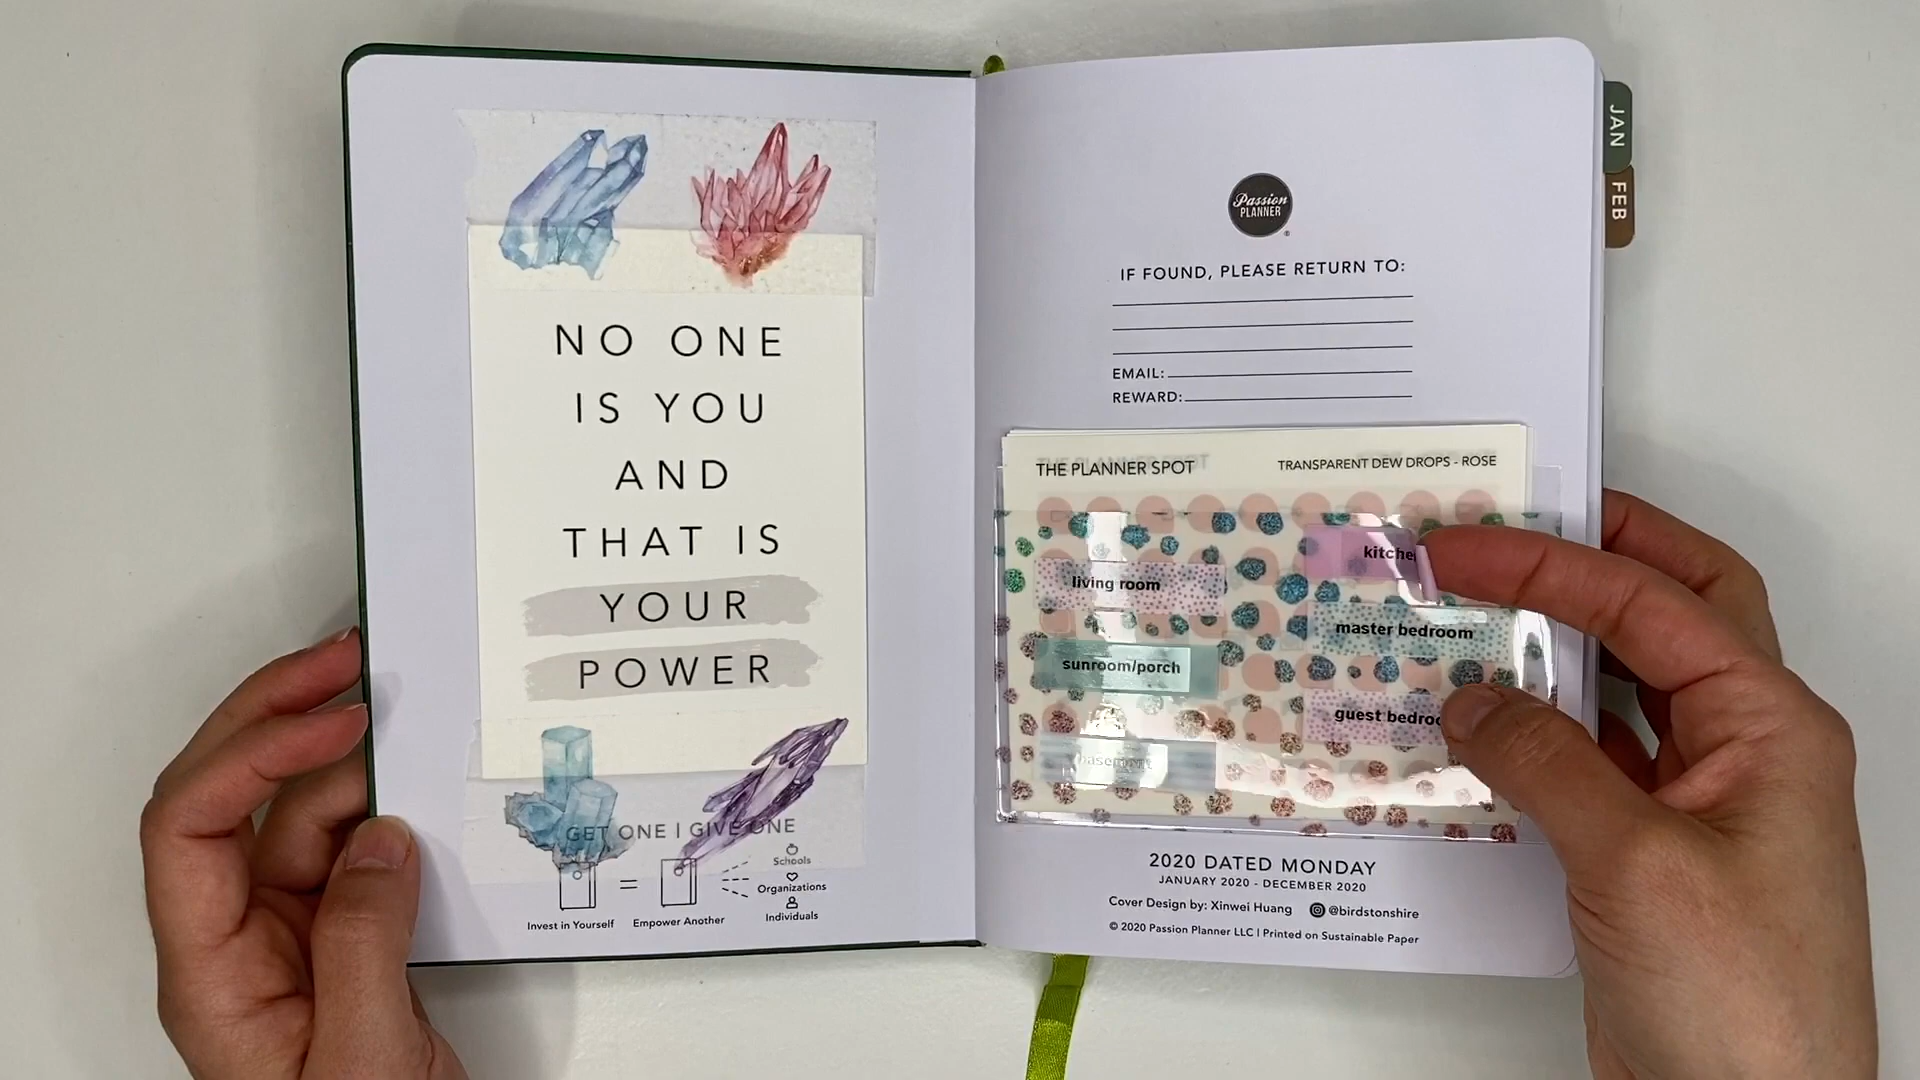 NO ONE
IS YOU
AND
THAT IS
YOUR
POWER
GET ONE | GIVE ONE
Schools
=
Organizations
Individuals
Invest in Yourself
Empower Another
Passion
PLANNER
IF FOUND, PLEASE RETURN TO:
EMAIL:
REWARD:
THE PLANNER SPOT
TRANSPARENT DEW DROPS - ROSE
living room
sunroom/porch
master bedroom
guest
2020 DATED MONDAY
JANUARY 2020 - DECEMBER 2020
Cover Design by: Xinwei Huang @birdstonshire
© 2020 Passion Planner LLC | Printed on Sustainable Paper
JAN
FEB